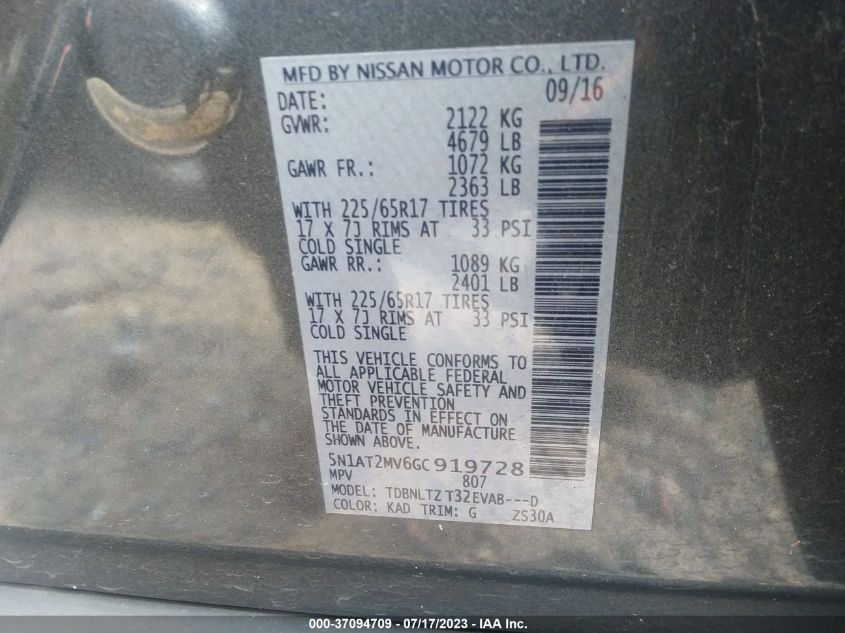 MFD BY NISSAN MOTOR CO., LTD.
DATE: 09/16
GVWR: 2122 KG
4679 LB
GAWR FR.: 1072 KG
2363 LB
WITH 225/65R17 TIRES
17 X 7J RIMS AT 33 PSI
COLD SINGLE
GAWR RR.: 1089 KG
2401 LB
WITH 225/65R17 TIRES
17 X 7J RIMS AT 33 PSI
COLD SINGLE
THIS VEHICLE CONFORMS TO
ALL APPLICABLE FEDERAL
MOTOR VEHICLE SAFETY AND
THEFT PREVENTION
STANDARDS IN EFFECT ON
THE DATE OF MANUFACTURE
SHOWN ABOVE.
5N1AT2MV6GC919728
MPV 807
MODEL: TDBNLTZ T32EVAB---D
COLOR: KAD TRIM: G ZS30A
000-37094709 - 07/17/2023 - IAA Inc.